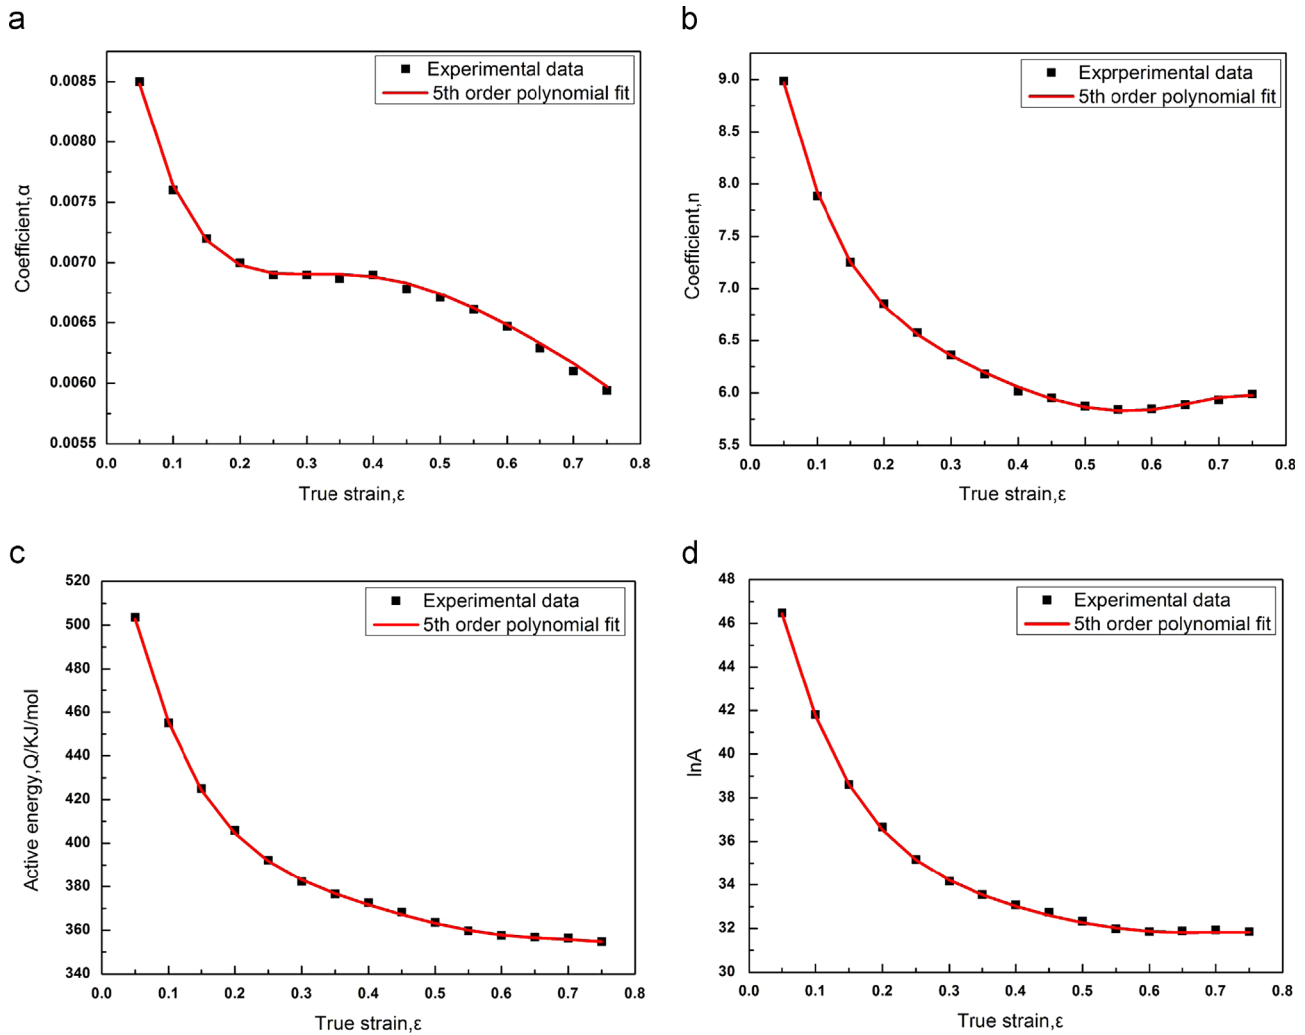 a
Experimental data
5th order polynomial fit
0.0085
0.0080
0.0075
0.0070
0.0065
0.0060
0.0055
Coefficient,α
0.0 0.1 0.2 0.3 0.4 0.5 0.6 0.7 0.8
True strain,ε
b
Exprperimental data
5th order polynomial fit
9.0
8.5
8.0
7.5
7.0
6.5
6.0
5.5
Coefficient,n
0.0 0.1 0.2 0.3 0.4 0.5 0.6 0.7 0.8
True strain,ε
c
Experimental data
5th order polynomial fit
520
500
480
460
440
420
400
380
360
340
Active energy,Q/KJ/mol
0.0 0.1 0.2 0.3 0.4 0.5 0.6 0.7 0.8
True strain,ε
d
Experimental data
5th order polynomial fit
48
46
44
42
40
38
36
34
32
30
lnA
0.0 0.1 0.2 0.3 0.4 0.5 0.6 0.7 0.8
True strain,ε